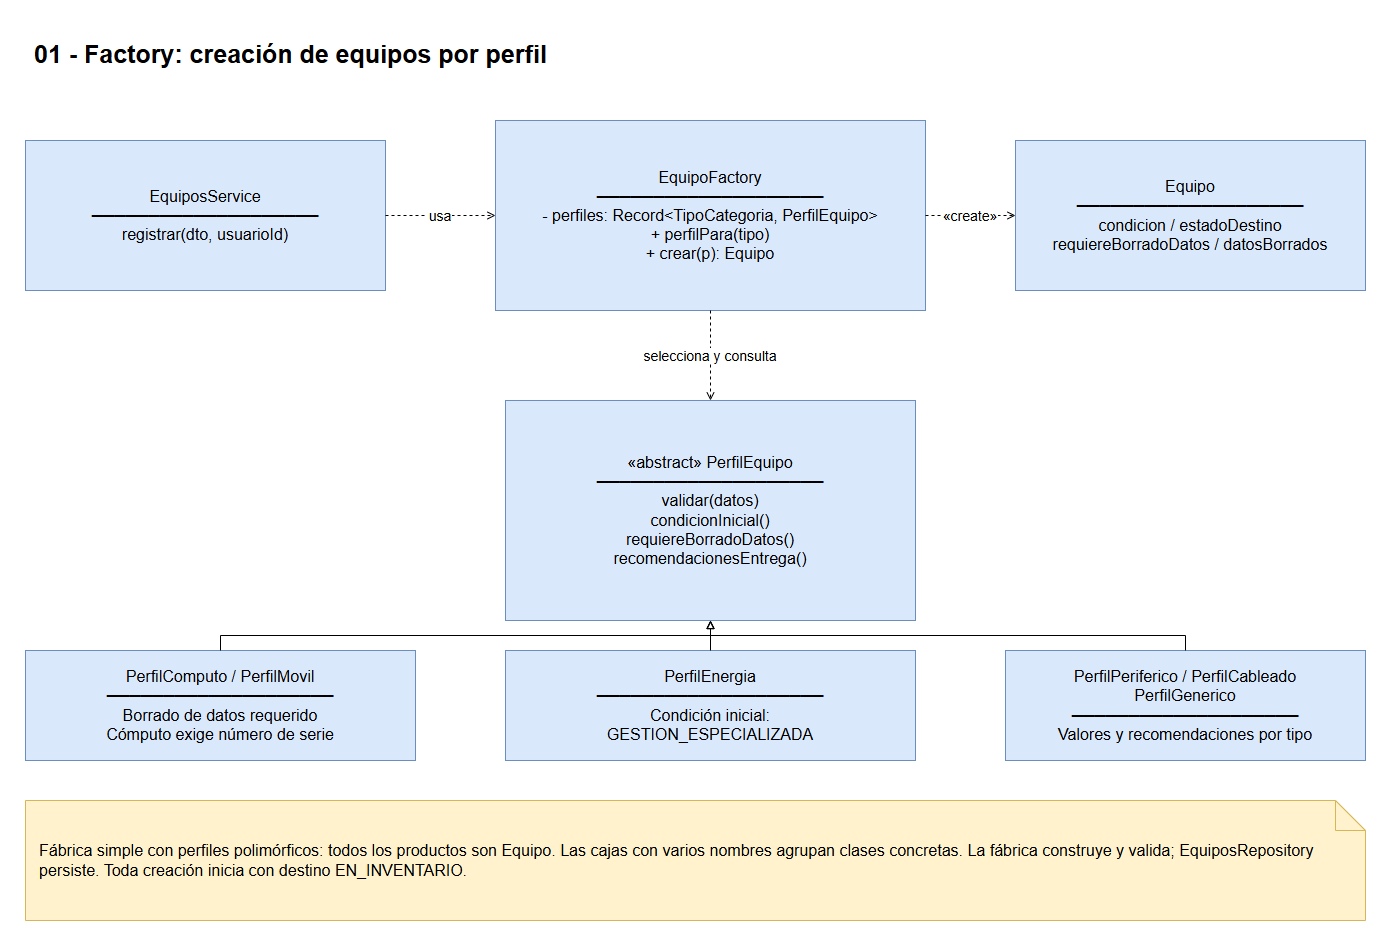 01 - Factory: creación de equipos por perfil
EquiposService
registrar(dto, usuarioId)
usa
EquipoFactory
- perfiles: Record<TipoCategoria, PerfilEquipo>
+ perfilPara(tipo)
+ crear(p): Equipo
«create»
Equipo
condicion / estadoDestino
requiereBorradoDatos / datosBorrados
selecciona y consulta
«abstract» PerfilEquipo
validar(datos)
condicionInicial()
requiereBorradoDatos()
recomendacionesEntrega()
PerfilComputo / PerfilMovil
Borrado de datos requerido
Cómputo exige número de serie
PerfilEnergia
Condición inicial:
GESTION_ESPECIALIZADA
PerfilPeriferico / PerfilCableado
PerfilGenerico
Valores y recomendaciones por tipo
Fábrica simple con perfiles polimórficos: todos los productos son Equipo. Las cajas con varios nombres agrupan clases concretas. La fábrica construye y valida; EquiposRepository
persiste. Toda creación inicia con destino EN_INVENTARIO.